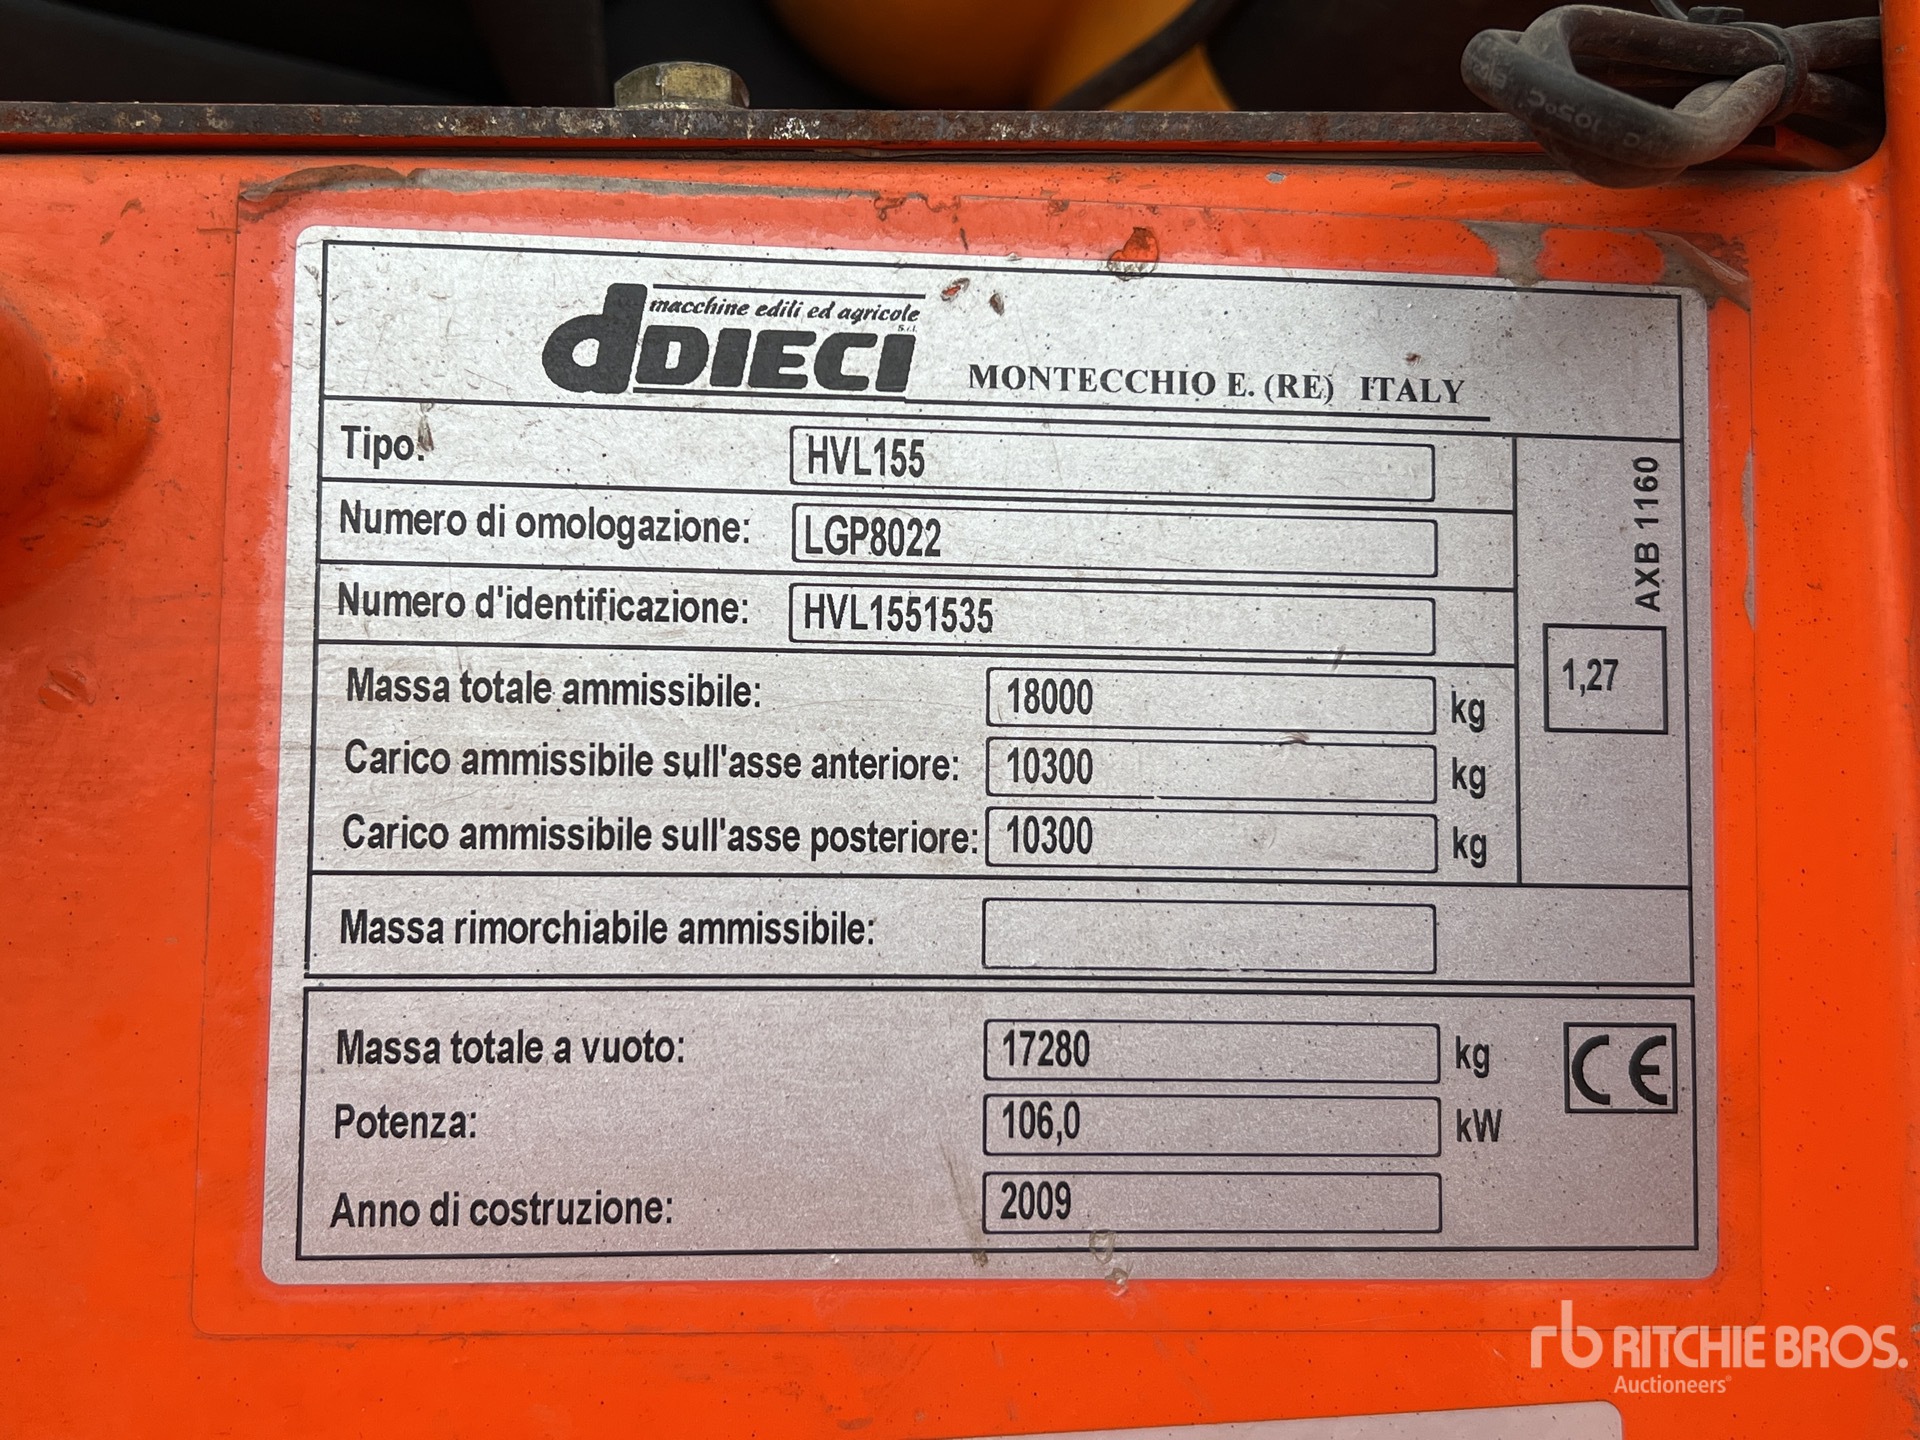 macchine edili ed agricole
s.r.l.
dDIECI MONTECCHIO E. (RE) ITALY
Tipo: HVL155
Numero di omologazione: LGP8022
Numero d'identificazione: HVL1551535
AXB 1160
1,27
Massa totale ammissibile: 18000 kg
Carico ammissibile sull'asse anteriore: 10300 kg
Carico ammissibile sull'asse posteriore: 10300 kg
Massa rimorchiabile ammissibile:
Massa totale a vuoto: 17280 kg
CE
Potenza: 106,0 kW
Anno di costruzione: 2009
rb RITCHIE BROS.
Auctioneers